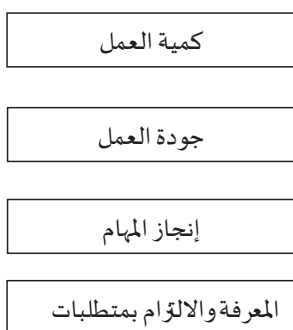 كمية العمل
جودة العمل
إنجاز المهام
المعرفة والالتزام بمتطلبات